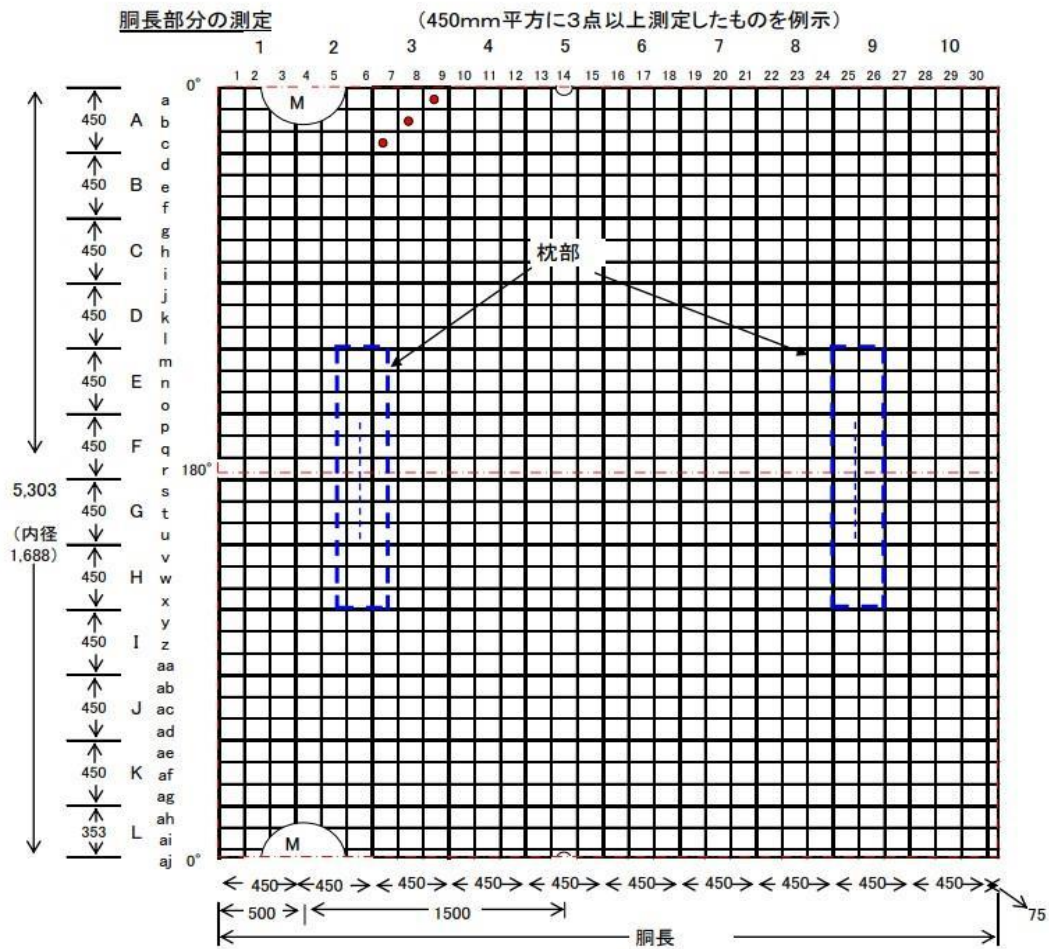 胴長部分の測定 (450mm平方に3点以上測定したものを例示)
1 2 3 4 5 6 7 8 9 10
1 2 3 4 5 6 7 8 9 10 11 12 13 14 15 16 17 18 19 20 21 22 23 24 25 26 27 28 29 30
0°
M
450 A a
b
c
450 B d
e
f
450 C g
h
i
枕部
450 D j
k
l
450 E m
n
o
450 F p
q
r 180°
5,303
(内径
1,688)
450 G s
t
u
450 H v
w
x
450 I y
z
aa
450 J ab
ac
ad
450 K ae
af
ag
353 L ah
ai
aj 0°
M
450 450 450 450 450 450 450 450 450 450
75
500 1500
胴長